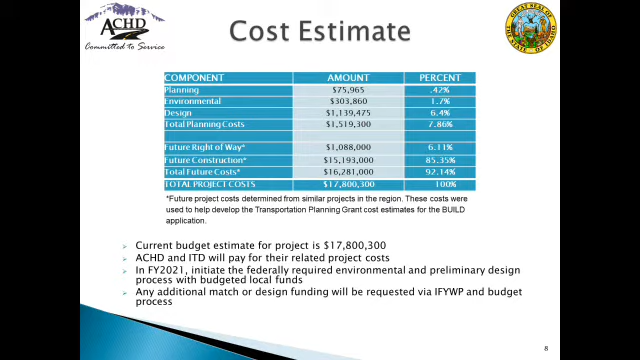 ACHD
Committed to Service
Cost Estimate
GREAT SEAL OF
THE STATE OF IDAHO
COMPONENT AMOUNT PERCENT
Planning $75,965 .42%
Environmental $303,860 1.7%
Design $1,139,475 6.4%
Total Planning Costs $1,519,300 7.86%
Future Right of Way* $1,088,000 6.11%
Future Construction* $15,193,000 85.35%
Total Future Costs* $16,281,000 92.14%
TOTAL PROJECT COSTS $17,800,300 100%
*Future project costs determined from similar projects in the region. These costs were
used to help develop the Transportation Planning Grant cost estimates for the BUILD
application.
Current budget estimate for project is $17,800,300
ACHD and ITD will pay for their related project costs
In FY2021, initiate the federally required environmental and preliminary design
process with budgeted local funds
Any additional match or design funding will be requested via IFYWP and budget
process
8